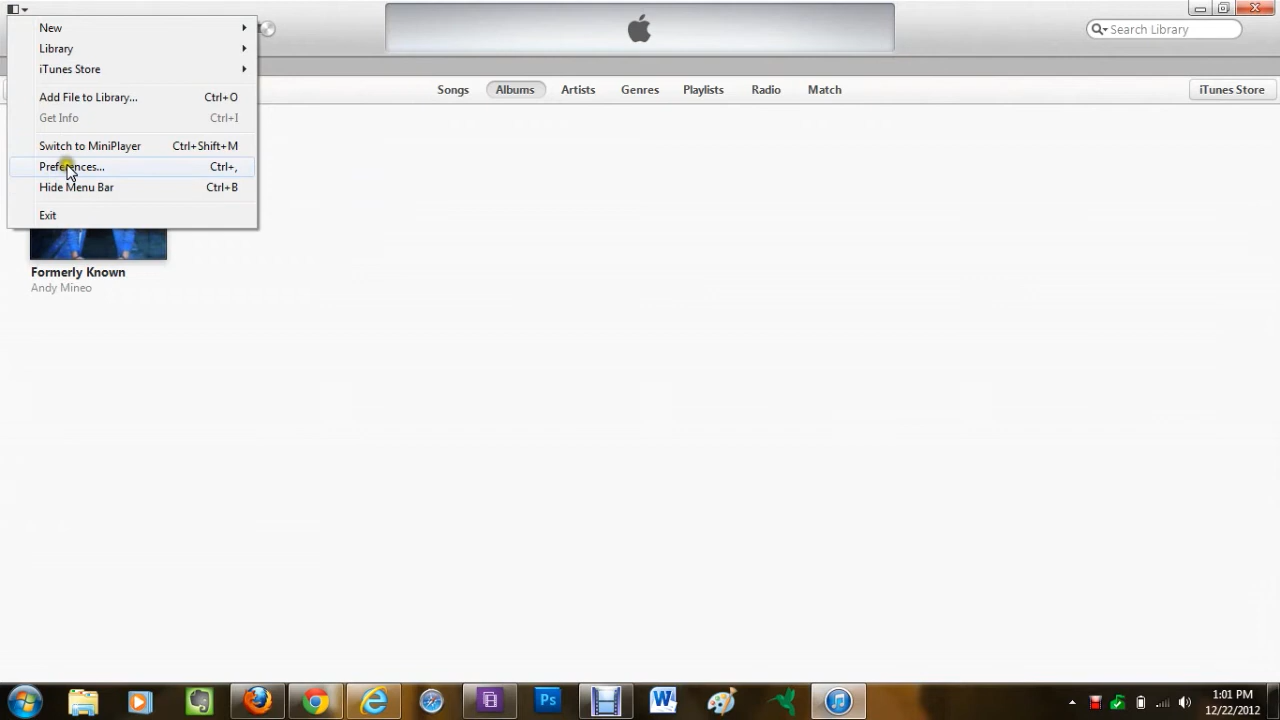 New
Library
iTunes Store
Add File to Library... Ctrl+O
Get Info Ctrl+I
Switch to MiniPlayer Ctrl+Shift+M
Preferences... Ctrl+,
Hide Menu Bar Ctrl+B
Exit
Search Library
Songs Albums Artists Genres Playlists Radio Match iTunes Store
Formerly Known
Andy Mineo
Ps
1:01 PM
12/22/2012